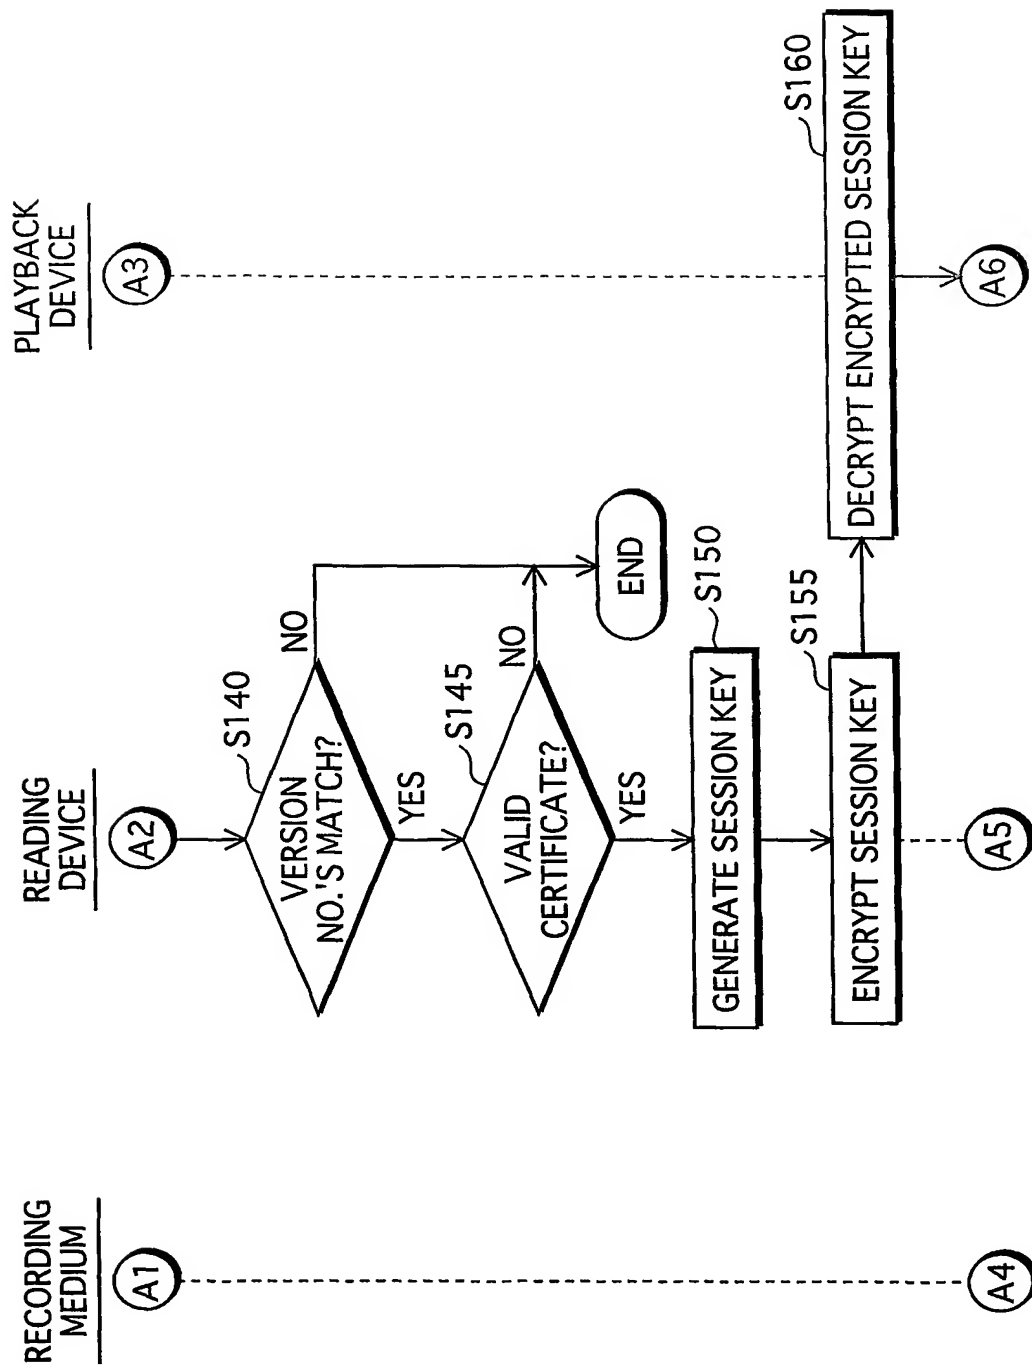 RECORDING
MEDIUM
READING
DEVICE
PLAYBACK
DEVICE
A1
A2
A3
S140
VERSION
NO.'S MATCH?
NO
YES
S145
VALID
CERTIFICATE?
NO
YES
END
S150
GENERATE SESSION KEY
S155
ENCRYPT SESSION KEY
S160
DECRYPT ENCRYPTED SESSION KEY
A4
A5
A6